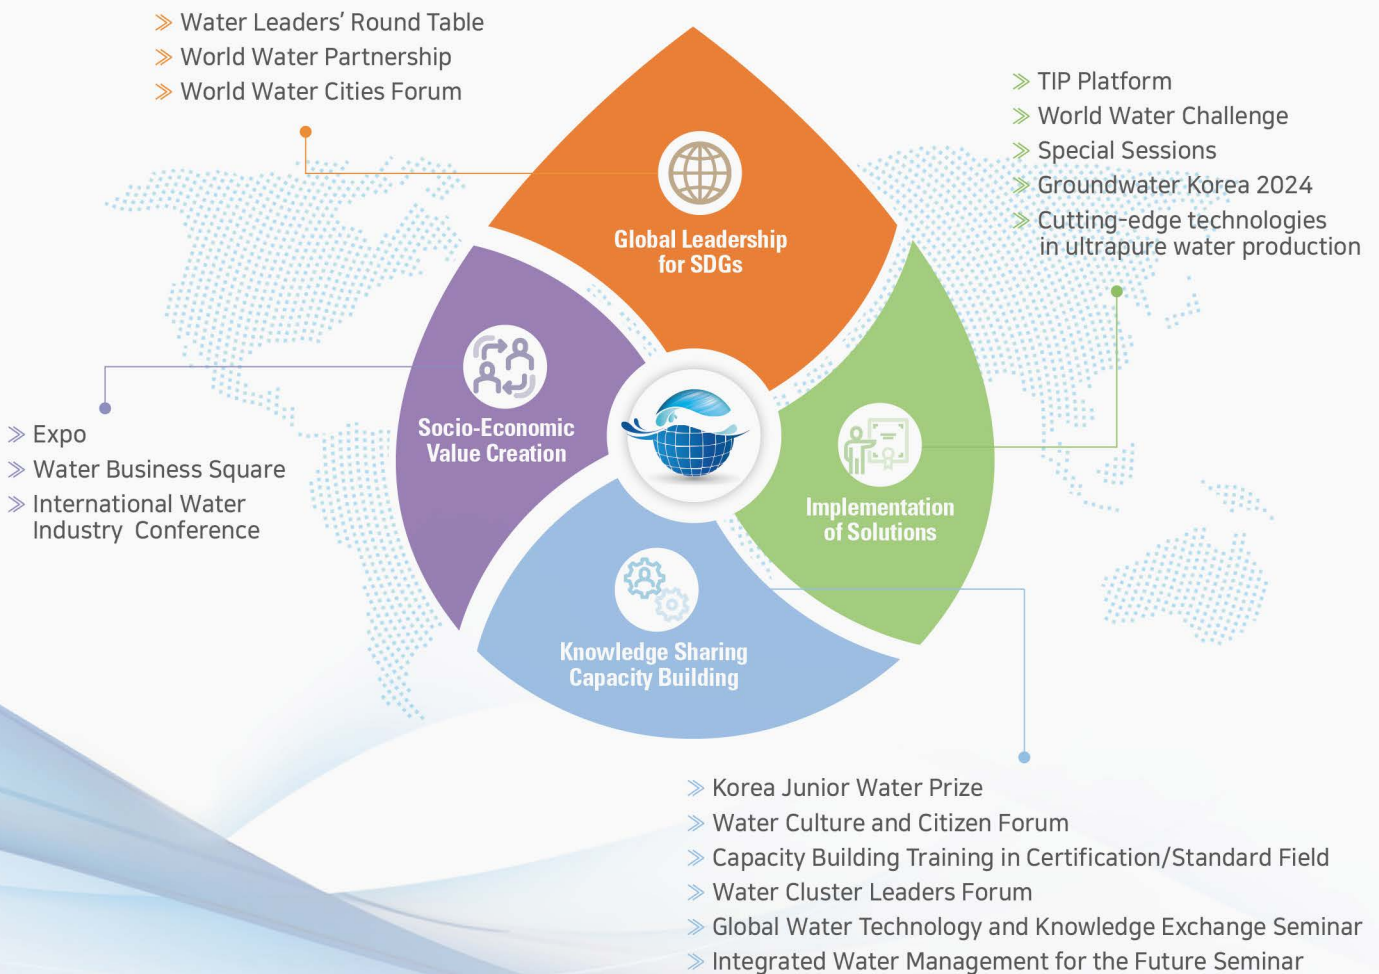 Water Leaders’ Round Table
World Water Partnership
World Water Cities Forum
TIP Platform
World Water Challenge
Special Sessions
Groundwater Korea 2024
Cutting-edge technologies
in ultrapure water production
Global Leadership
for SDGs
Socio-Economic
Value Creation
Expo
Water Business Square
International Water
Industry Conference
Implementation
of Solutions
Knowledge Sharing
Capacity Building
Korea Junior Water Prize
Water Culture and Citizen Forum
Capacity Building Training in Certification/Standard Field
Water Cluster Leaders Forum
Global Water Technology and Knowledge Exchange Seminar
Integrated Water Management for the Future Seminar